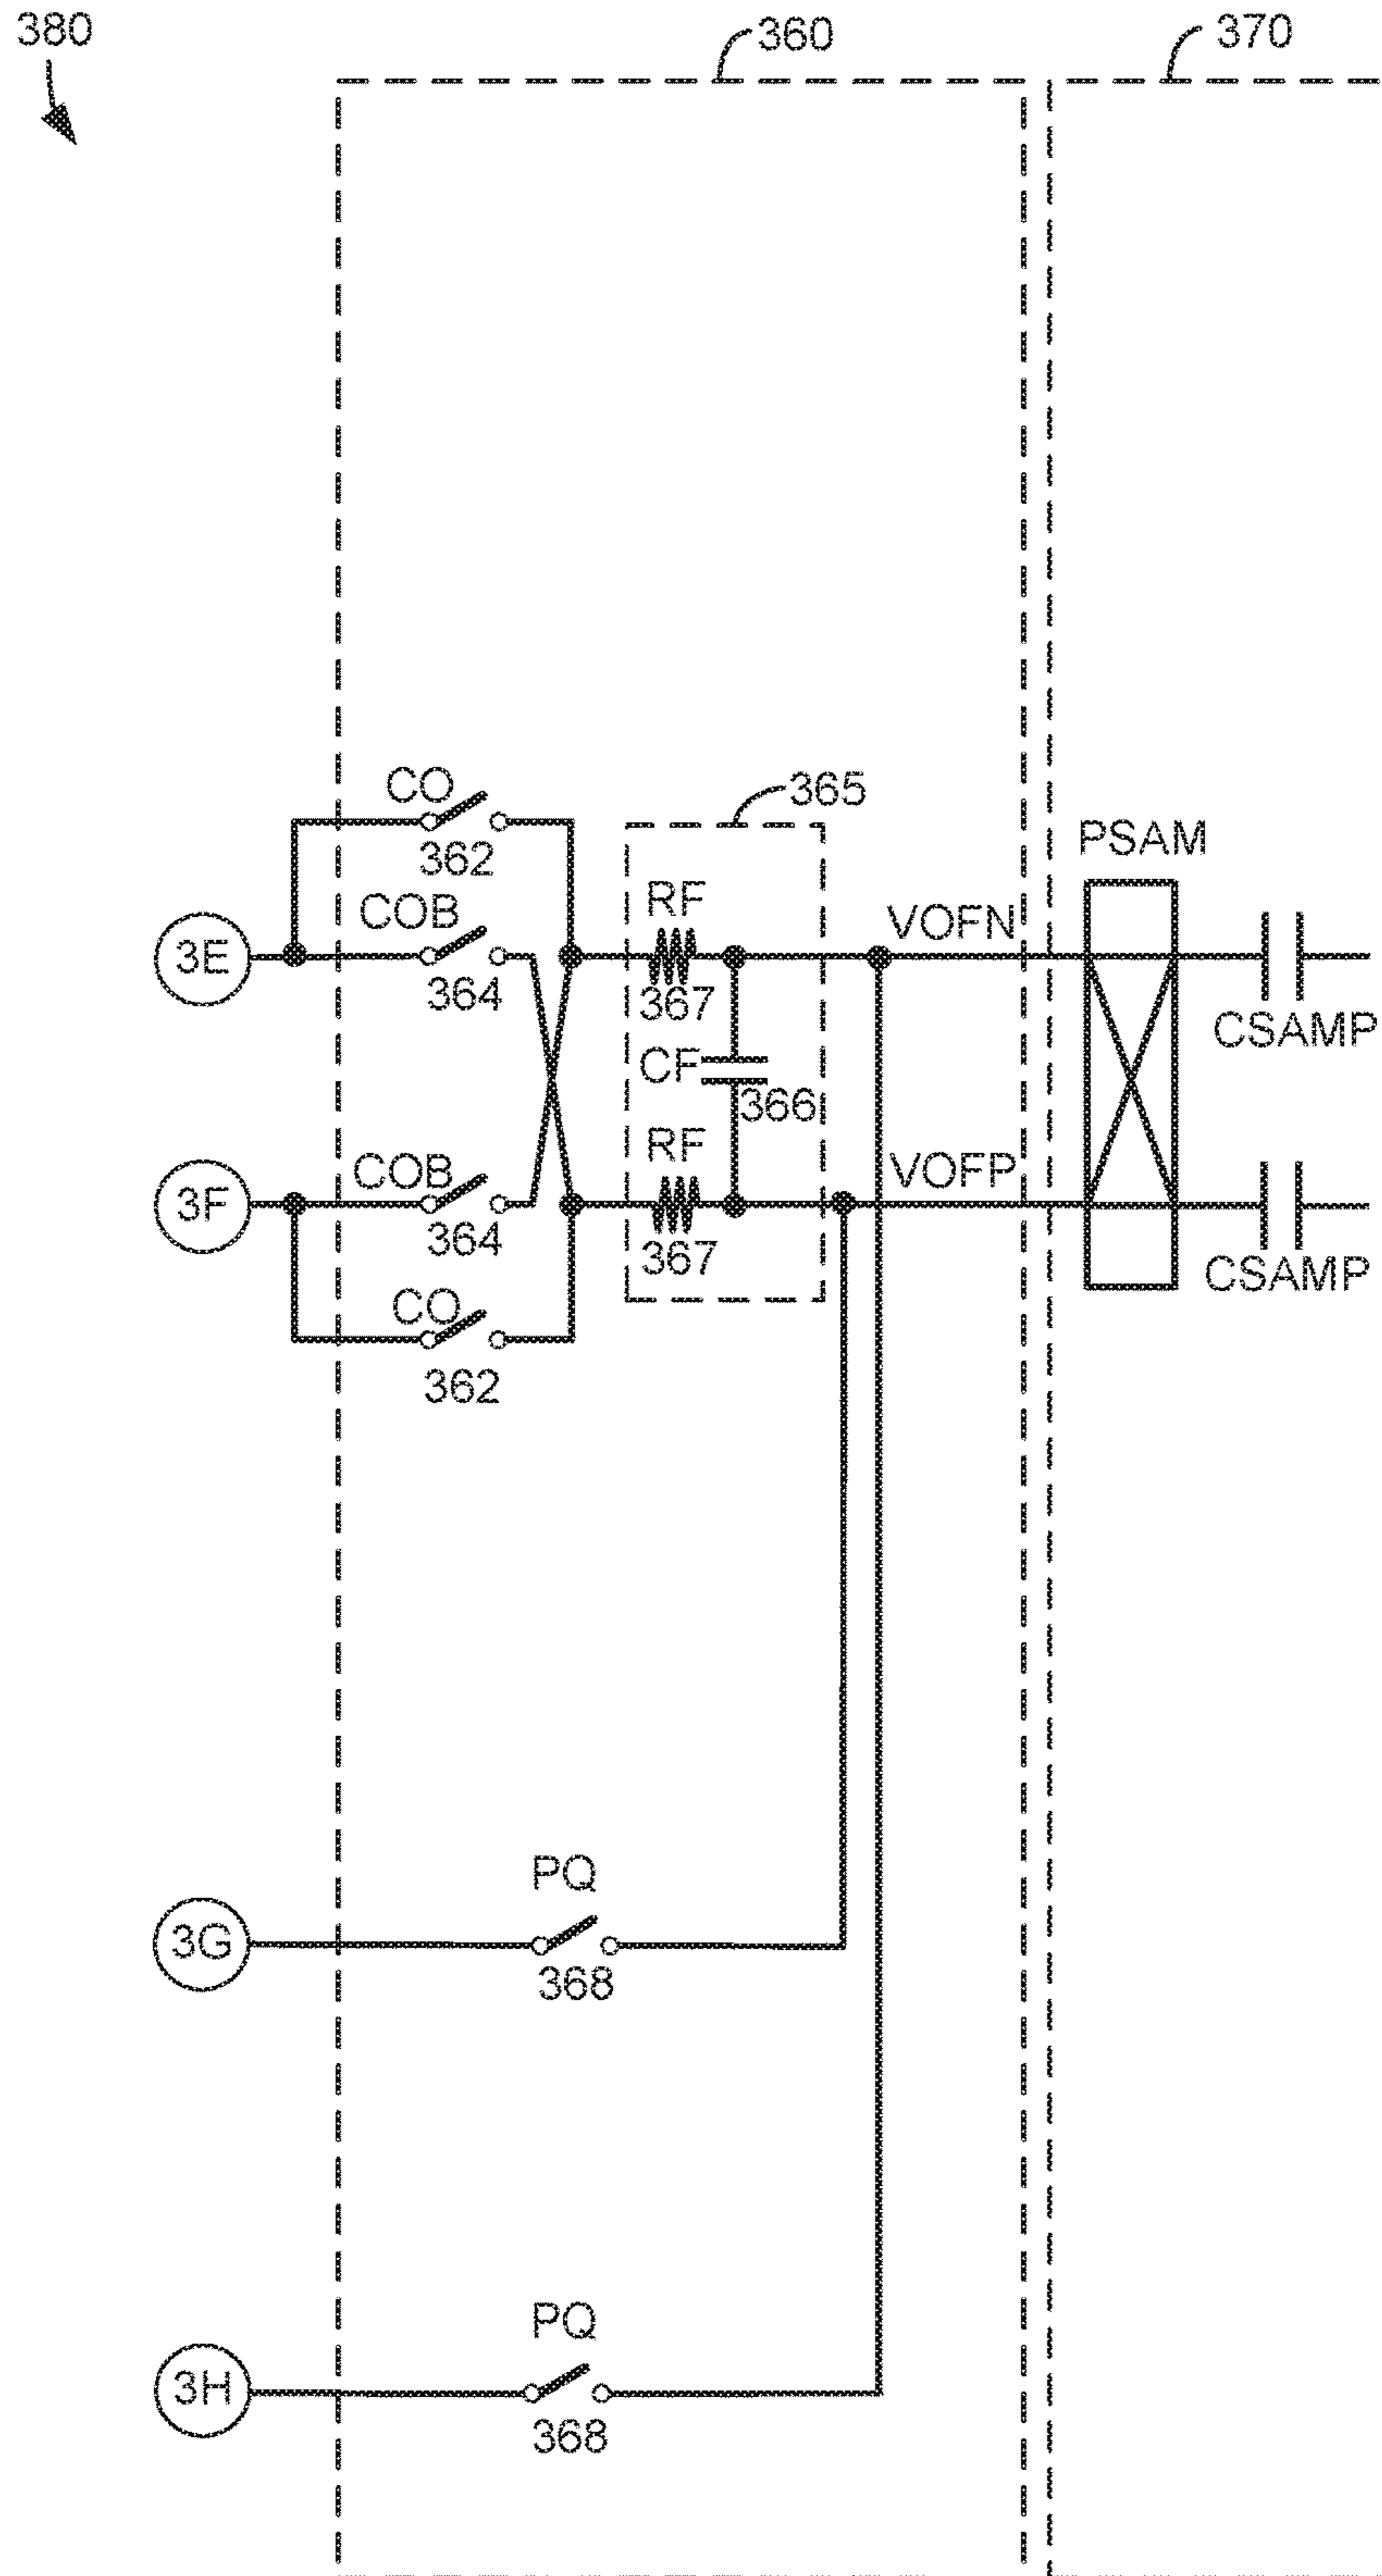 380
360
370
CO
362
365
PSAM
COB
RF
VOFN
3E
364
367
CSAMP
CF
366
COB
RF
VOFP
3F
364
367
CSAMP
CO
362
PQ
3G
368
PQ
3H
368